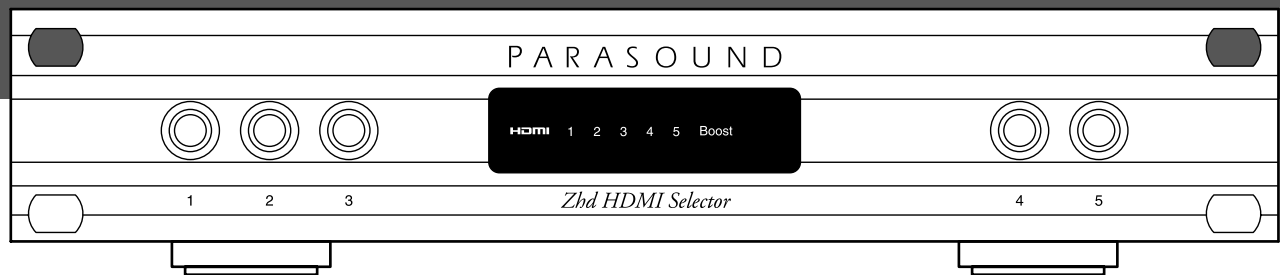 PARASOUND
HDMI 1 2 3 4 5 Boost
Zhd HDMI Selector
1 2 3 4 5